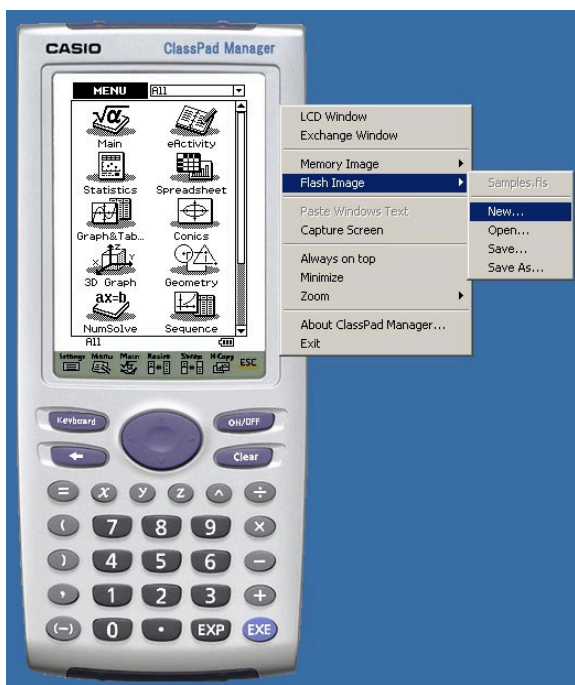 CASIO ClassPad Manager
MENU All
Main eActivity
Statistics Spreadsheet
Graph&Tab... Conics
3D Graph Geometry
ax=b
NumSolve Sequence
All
Settings Menu Main Resize Swap H-Copy ESC
LCD Window
Exchange Window
Memory Image
Flash Image
Paste Windows Text
Capture Screen
Always on top
Minimize
Zoom
About ClassPad Manager...
Exit
Samples.fls
New...
Open...
Save...
Save As...
Keyboard ON/OFF
Clear
= x y z ^ ÷
( 7 8 9 ×
) 4 5 6 −
, 1 2 3 +
(−) 0 · EXP EXE